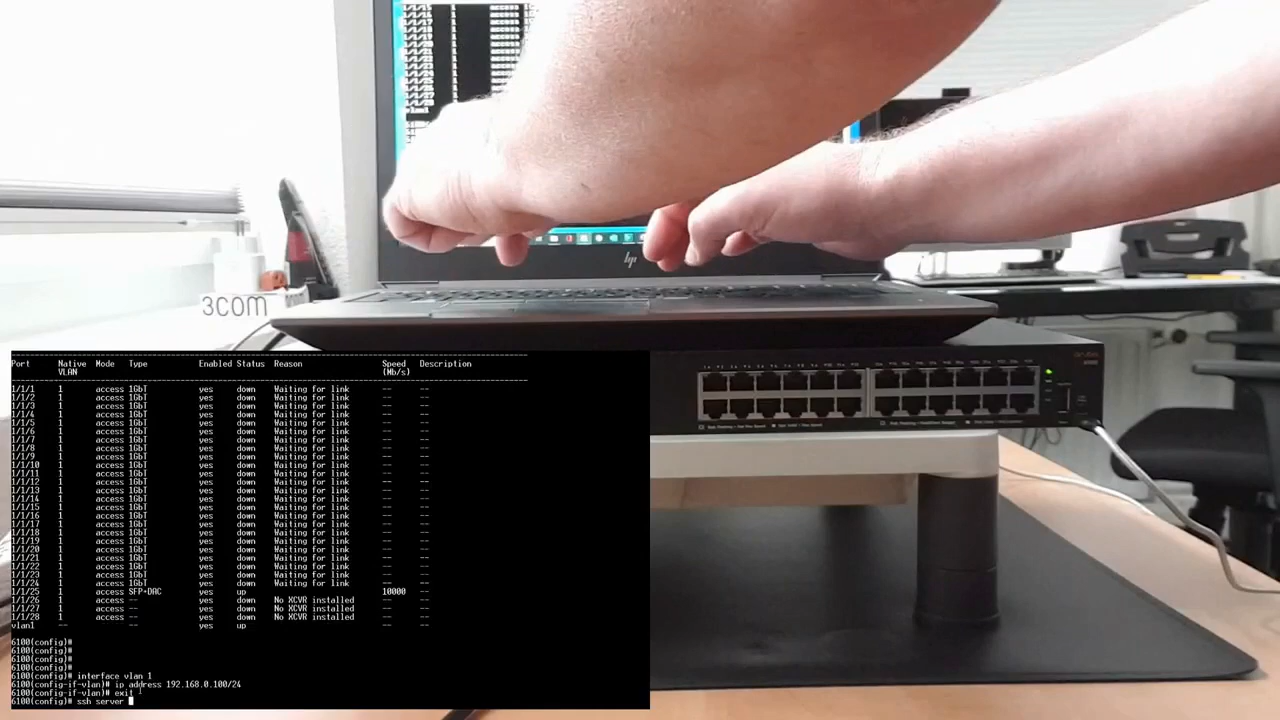 hp
3com
Port Native Mode Type Enabled Status Reason Speed Description
VLAN (Mb/s)
1/1/1 1 access 1GbT yes down Waiting for link -- --
1/1/2 1 access 1GbT yes down Waiting for link -- --
1/1/3 1 access 1GbT yes down Waiting for link -- --
1/1/4 1 access 1GbT yes down Waiting for link -- --
1/1/5 1 access 1GbT yes down Waiting for link -- --
1/1/6 1 access 1GbT yes down Waiting for link -- --
1/1/7 1 access 1GbT yes down Waiting for link -- --
1/1/8 1 access 1GbT yes down Waiting for link -- --
1/1/9 1 access 1GbT yes down Waiting for link -- --
1/1/10 1 access 1GbT yes down Waiting for link -- --
1/1/11 1 access 1GbT yes down Waiting for link -- --
1/1/12 1 access 1GbT yes down Waiting for link -- --
1/1/13 1 access 1GbT yes down Waiting for link -- --
1/1/14 1 access 1GbT yes down Waiting for link -- --
1/1/15 1 access 1GbT yes down Waiting for link -- --
1/1/16 1 access 1GbT yes down Waiting for link -- --
1/1/17 1 access 1GbT yes down Waiting for link -- --
1/1/18 1 access 1GbT yes down Waiting for link -- --
1/1/19 1 access 1GbT yes down Waiting for link -- --
1/1/20 1 access 1GbT yes down Waiting for link -- --
1/1/21 1 access 1GbT yes down Waiting for link -- --
1/1/22 1 access 1GbT yes down Waiting for link -- --
1/1/23 1 access 1GbT yes down Waiting for link -- --
1/1/24 1 access 1GbT yes down Waiting for link -- --
1/1/25 1 access SFP+DAC yes up 10000 --
1/1/26 1 access -- yes down No XCVR installed -- --
1/1/27 1 access -- yes down No XCVR installed -- --
1/1/28 1 access -- yes down No XCVR installed -- --
vlan1 -- yes up -- --
6100(config)#
6100(config)#
6100(config)#
6100(config)#
6100(config)# interface vlan 1
6100(config-if-vlan)# ip address 192.168.0.100/24
6100(config-if-vlan)# exit
6100(config)# ssh server